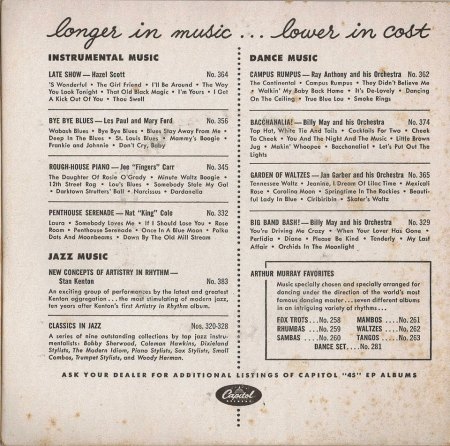 longer in music ... lower in cost
INSTRUMENTAL MUSIC
LATE SHOW — Hazel Scott No. 364
'S Wonderful • The Girl Friend • I'll Be Around • The Way
You Look Tonight • That Old Black Magic • I'm Yours • I Get
A Kick Out Of You • Thou Swell
BYE BYE BLUES — Les Paul and Mary Ford No. 356
Wabash Blues • Bye Bye Blues • Blues Stay Away From Me •
Deep In The Blues • St. Louis Blues • Mammy's Boogie •
Frankie and Johnnie • Don't Cry, Baby
ROUGH-HOUSE PIANO — Joe "Fingers" Carr No. 345
The Daughter Of Rosie O'Grady • Minute Waltz Boogie •
12th Street Rag • Lou's Blues • Somebody Stole My Gal •
Darktown Strutters' Ball • Narcissus • Dardanella
PENTHOUSE SERENADE — Nat "King" Cole No. 332
Laura • Somebody Loves Me • If I Should Lose You • Rose
Room • Penthouse Serenade • Once In A Blue Moon • Polka
Dots And Moonbeams • Down By The Old Mill Stream
JAZZ MUSIC
NEW CONCEPTS OF ARTISTRY IN RHYTHM —
Stan Kenton No. 383
An exciting group of performances by the latest and greatest
Kenton aggregation ... the most stimulating of modern jazz,
ten years after Kenton's first Artistry in Rhythm album.
CLASSICS IN JAZZ Nos. 320-328
A series of nine outstanding collections by top jazz instru-
mentalists: Bobby Sherwood, Coleman Hawkins, Dixieland
Stylists, The Modern Idiom, Piano Stylists, Sax Stylists, Small
Combos, Trumpet Stylists, and Woody Herman.
DANCE MUSIC
CAMPUS RUMPUS — Ray Anthony and his Orchestra No. 362
The Continental • Campus Rumpus • They Didn't Believe Me
• Walkin' My Baby Back Home • It's De-Lovely • Dancing
On The Ceiling • True Blue Lou • Smoke Rings
BACCHANALIA! — Billy May and his Orchestra No. 374
Top Hat, White Tie And Tails • Cocktails For Two • Cheek
To Cheek • You And The Night And The Music • Little Brown
Jug • Makin' Whoopee • Bacchanalia! • Let's Put Out The
Lights
GARDEN OF WALTZES — Jan Garber and his Orchestra No. 365
Tennessee Waltz • Jeanine, I Dream Of Lilac Time • Mexicali
Rose • Carolina Moon • Springtime In The Rockies • Beauti-
ful Lady In Blue • Ciribiribin • Skater's Waltz
BIG BAND BASH! — Billy May and his Orchestra No. 329
You're Driving Me Crazy • When Your Lover Has Gone •
Perfidia • Diane • Please Be Kind • Tenderly • My Last
Affair • Orchids In The Moonlight
ARTHUR MURRAY FAVORITES
Music specially chosen and specially arranged for
dancing under the direction of the world's most
famous dancing master ... seven different albums
in an intriguing variety of rhythms ...
FOX TROTS ... No. 258 MAMBOS .... No. 261
RHUMBAS .... No. 259 WALTZES ... No. 262
SAMBAS ..... No. 260 TANGOS .... No. 263
DANCE SET.... No. 281
ASK YOUR DEALER FOR ADDITIONAL LISTINGS OF CAPITOL "45" EP ALBUMS
Capitol